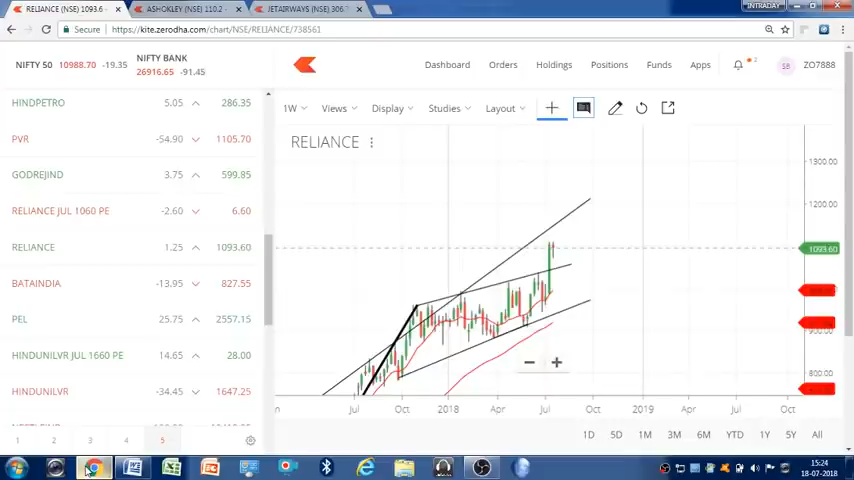 RELIANCE (NSE) 1093.6 -
ASHOKLEY (NSE) 110.2 -
JETAIRWAYS (NSE) 306.
INTRADAY
Secure
https://kite.zerodha.com/chart/NSE/RELIANCE/738561
NIFTY 50 10988.70 -19.35
NIFTY BANK
26916.65 -91.45
Dashboard
Orders
Holdings
Positions
Funds
Apps
2
SB
ZO7888
HINDPETRO 5.05 286.35
PVR -54.90 1105.70
GODREJIND 3.75 599.85
RELIANCE JUL 1060 PE -2.60 6.60
RELIANCE 1.25 1093.60
BATAINDIA -13.95 827.55
PEL 25.75 2557.15
HINDUNILVR JUL 1660 PE 14.65 28.00
HINDUNILVR -34.45 1647.25
1 2 3 4 5
1W Views Display Studies Layout
RELIANCE
1300.00
1200.00
1093.60
800.00
Jul Oct 2018 Apr Jul Oct 2019 Apr Jul Oct
1D 5D 1M 3M 6M YTD 1Y 5Y All
15:24
18-07-2018